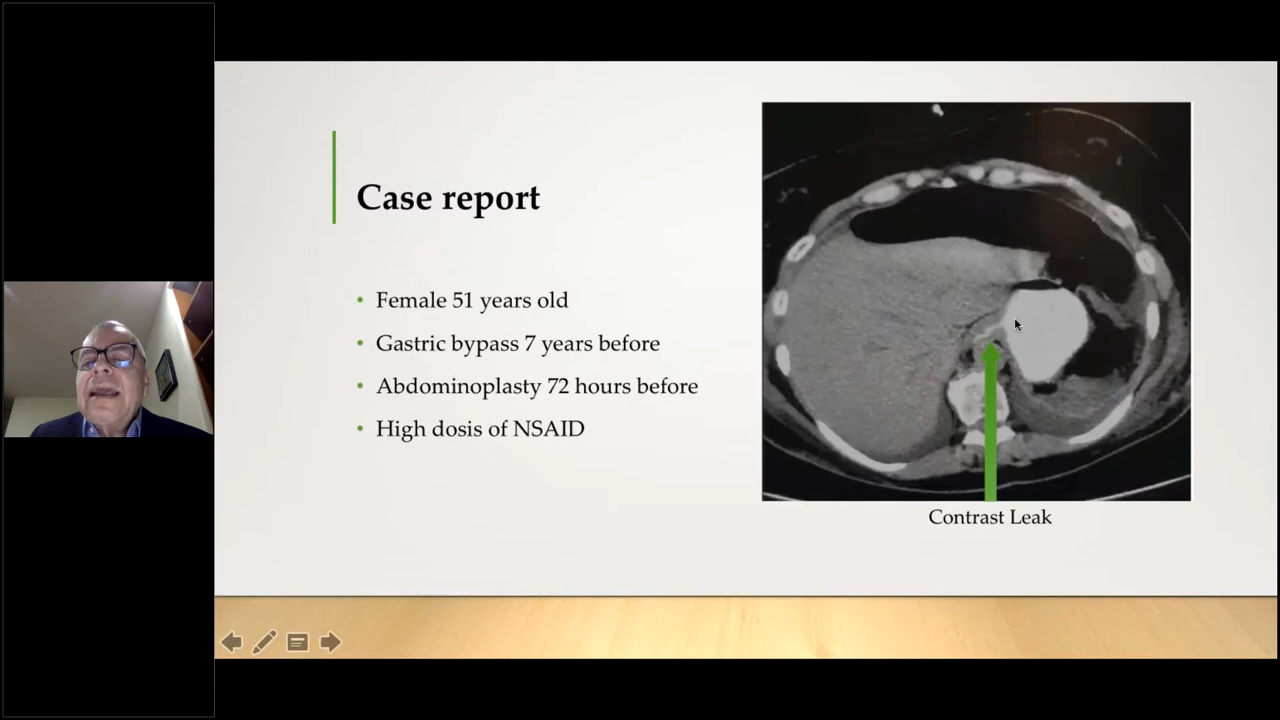 Case report
• Female 51 years old
• Gastric bypass 7 years before
• Abdominoplasty 72 hours before
• High dosis of NSAID
Contrast Leak